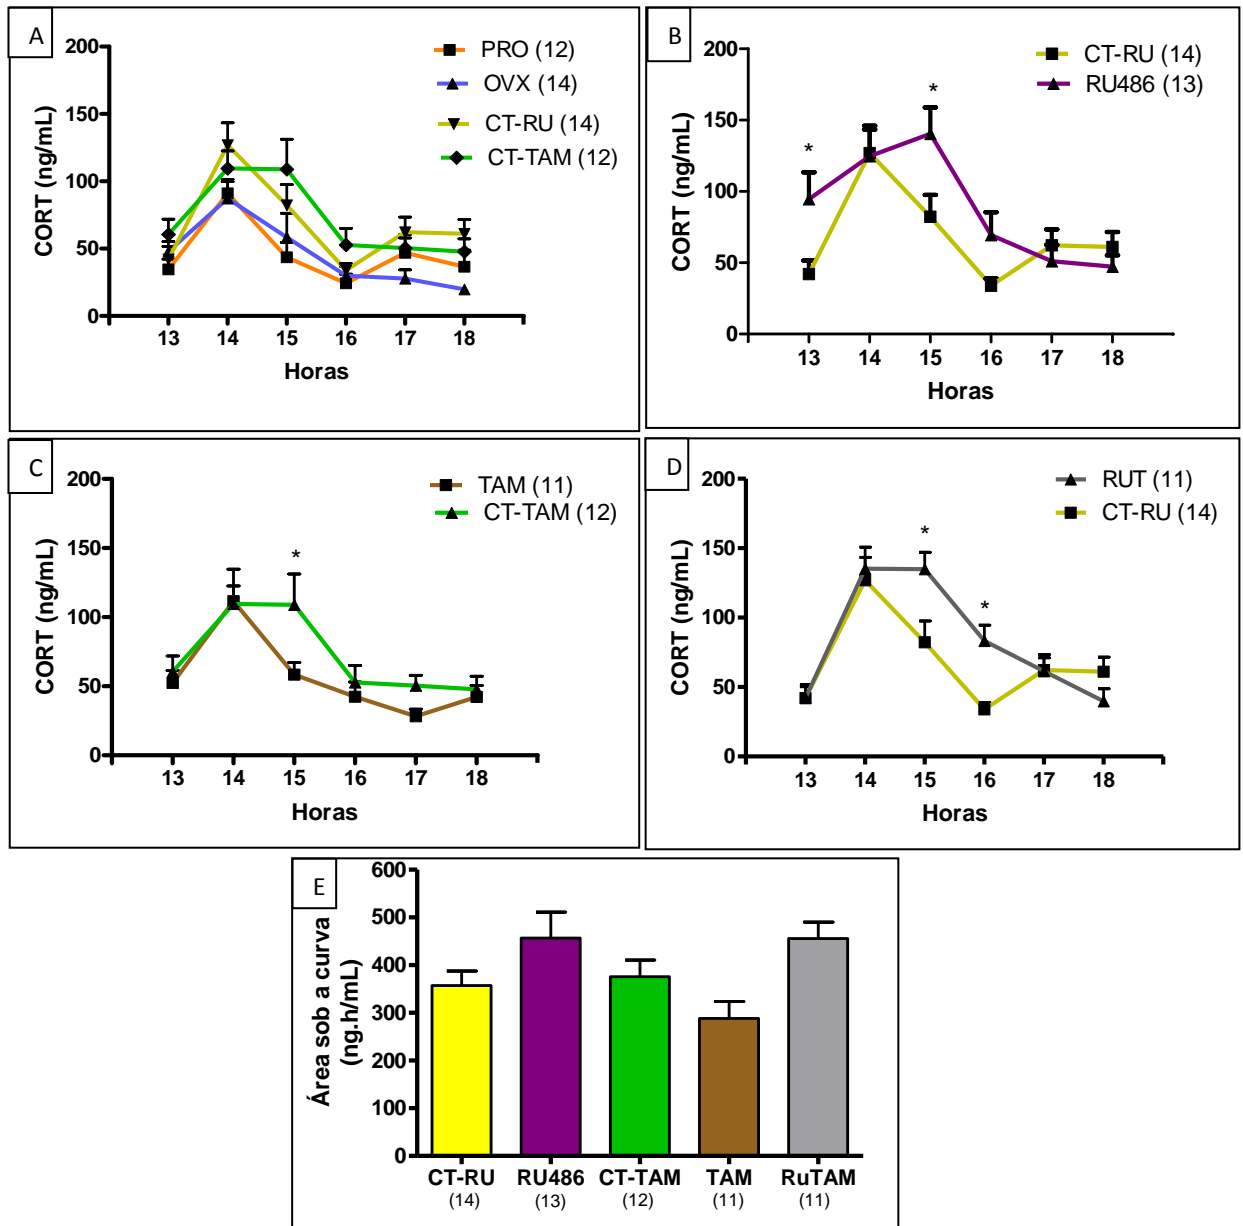 A
CORT (ng/mL)
200
150
100
50
0
13 14 15 16 17 18
Horas
PRO (12)
OVX (14)
CT-RU (14)
CT-TAM (12)
B
CORT (ng/mL)
200
150
100
50
0
* *
13 14 15 16 17 18
Horas
CT-RU (14)
RU486 (13)
C
CORT (ng/mL)
200
150
100
50
0
*
13 14 15 16 17 18
Horas
TAM (11)
CT-TAM (12)
D
CORT (ng/mL)
200
150
100
50
0
* *
13 14 15 16 17 18
Horas
RUT (11)
CT-RU (14)
E
Área sob a curva
(ng.h/mL)
600
500
400
300
200
100
0
CT-RU RU486 CT-TAM TAM RuTAM
(14) (13) (12) (11) (11)